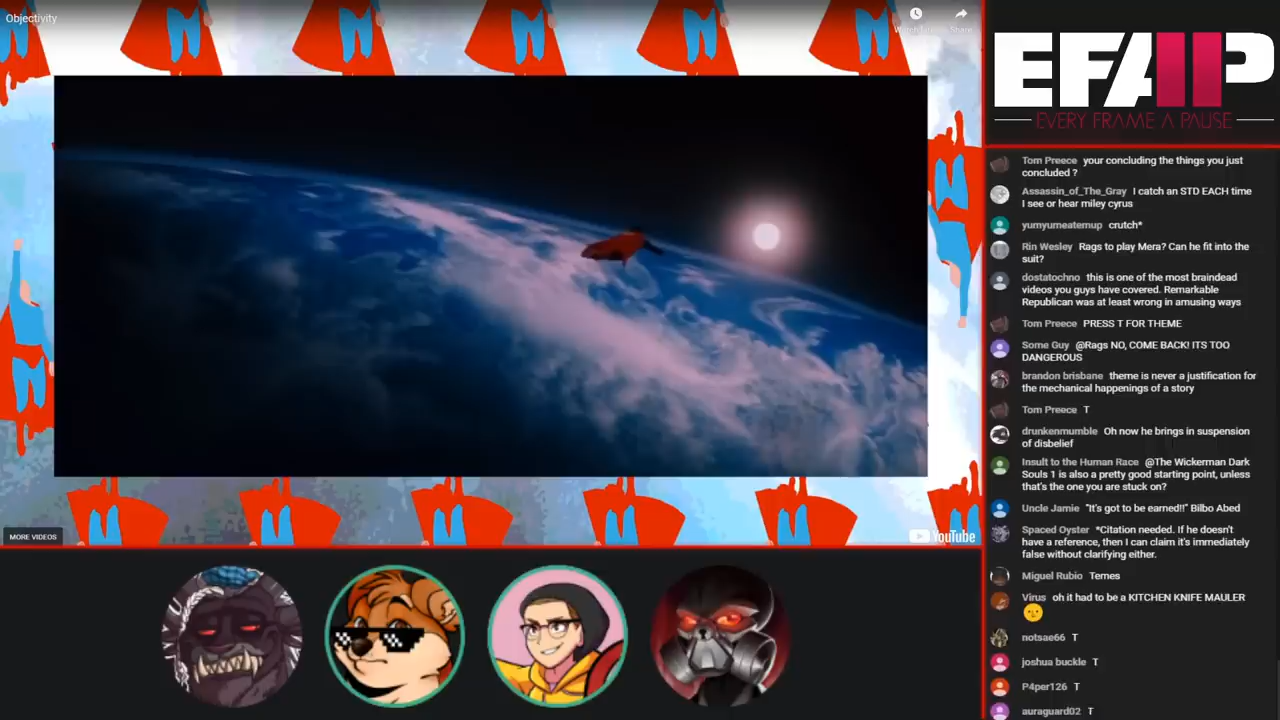 Objectivity
Share
EFAP
EVERY FRAME A PAUSE
Tom Preece your concluding the things you just
concluded ?
Assassin_of_The_Gray I catch an STD EACH time
I see or hear miley cyrus
yumyumeatemup crutch*
Rin Wesley Rags to play Mera? Can he fit into the
suit?
dostatochno this is one of the most braindead
videos you guys have covered. Remarkable
Republican was at least wrong in amusing ways
Tom Preece PRESS T FOR THEME
Some Guy @Rags NO, COME BACK! ITS TOO
DANGEROUS
brandon brisbane theme is never a justification for
the mechanical happenings of a story
Tom Preece T
drunkenmumble Oh now he brings in suspension
of disbelief
Insult to the Human Race @The Wickerman Dark
Souls 1 is also a pretty good starting point, unless
that's the one you are stuck on?
Uncle Jamie "It's got to be earned!!" Bilbo Abed
Spaced Oyster *Citation needed. If he doesn't
have a reference, then I can claim it's immediately
false without clarifying either.
Miguel Rubio Temes
Virus oh it had to be a KITCHEN KNIFE MAULER
notsae66 T
joshua buckle T
P4per126 T
auraguard02 T
MORE VIDEOS
YouTube